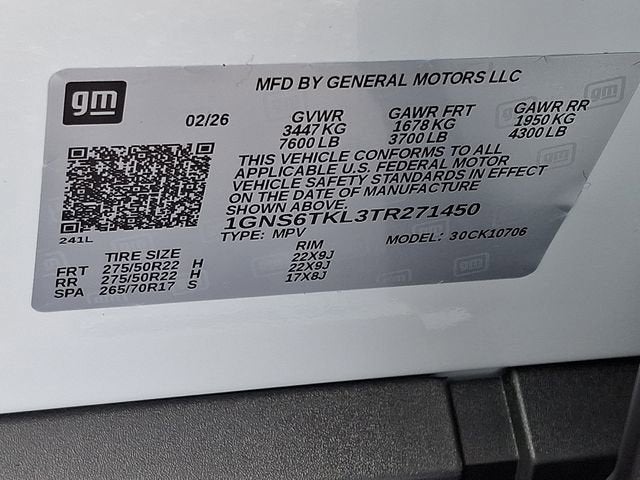 gm
MFD BY GENERAL MOTORS LLC
02/26 GVWR GAWR FRT GAWR RR
3447 KG 1678 KG 1950 KG
7600 LB 3700 LB 4300 LB
THIS VEHICLE CONFORMS TO ALL
APPLICABLE U.S. FEDERAL MOTOR
VEHICLE SAFETY STANDARDS IN EFFECT
ON THE DATE OF MANUFACTURE
SHOWN ABOVE.
1GNS6TKL3TR271450
241L
TYPE: MPV MODEL: 30CK10706
TIRE SIZE RIM
FRT 275/50R22 H 22X9J
RR 275/50R22 H 22X9J
SPA 265/70R17 S 17X8J